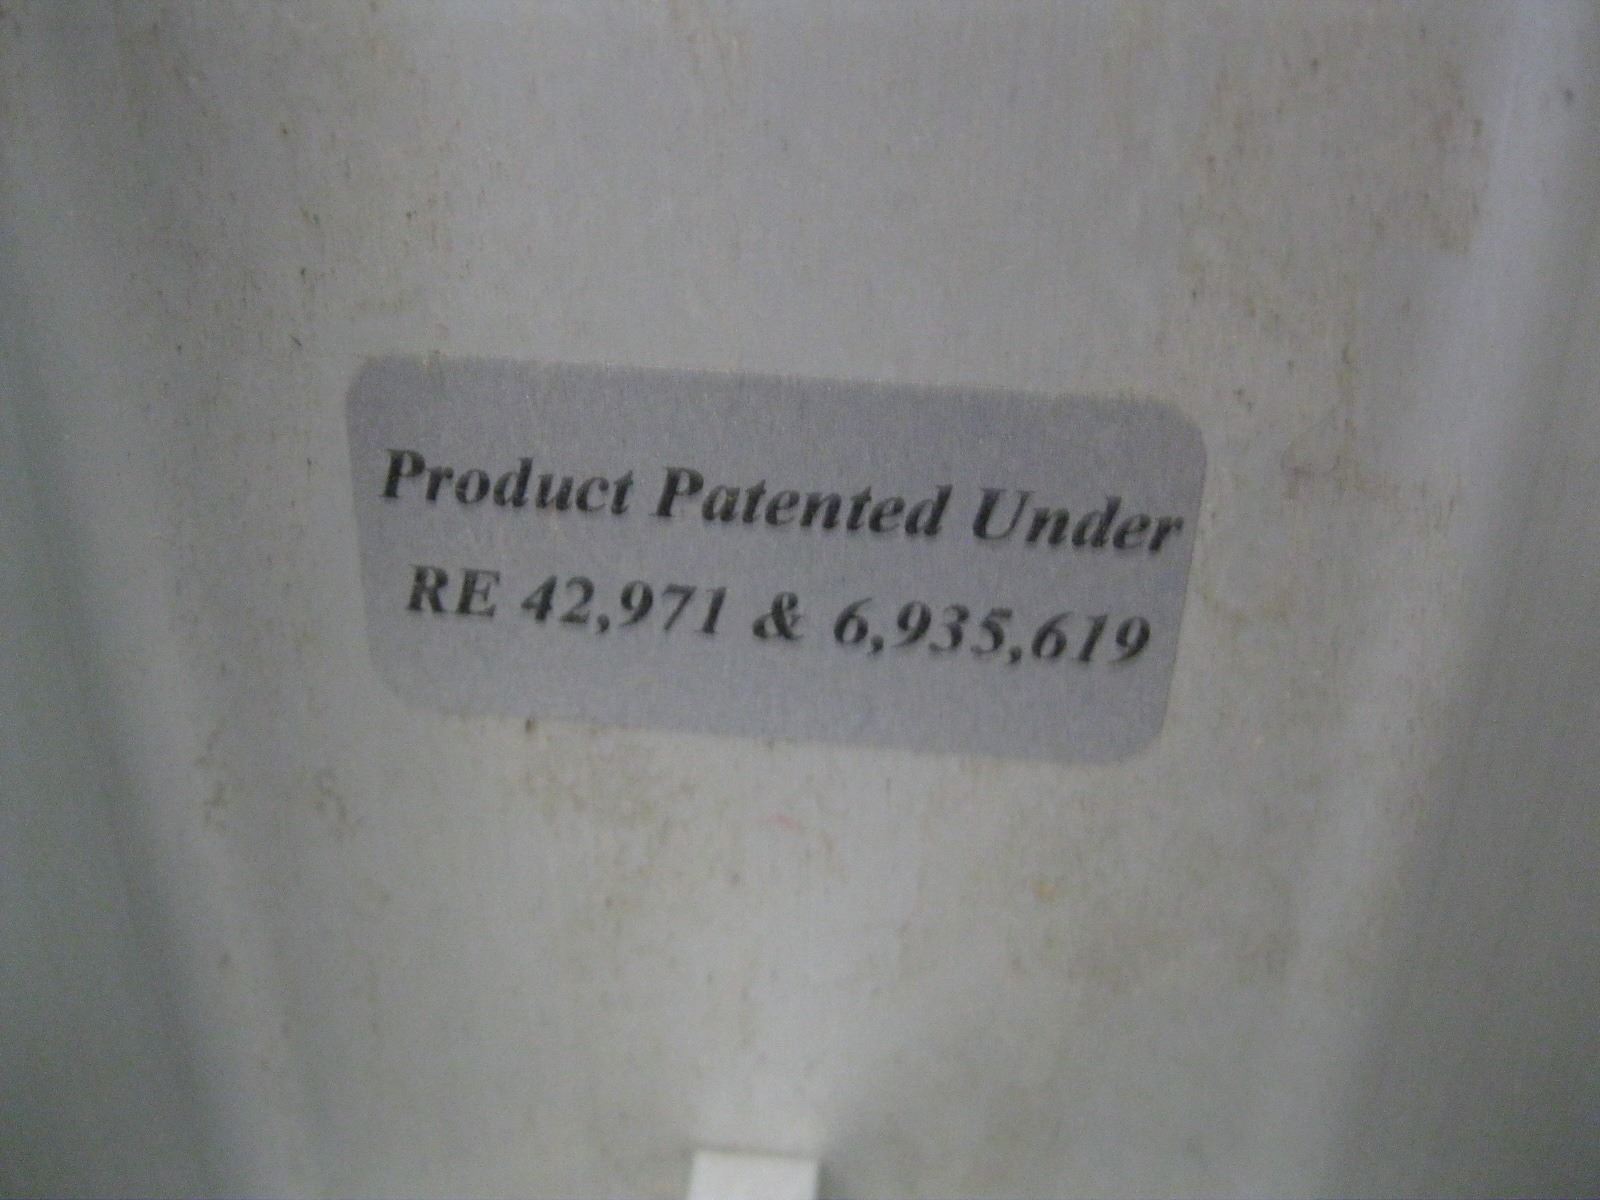 Product Patented Under
RE 42,971 & 6,935,619